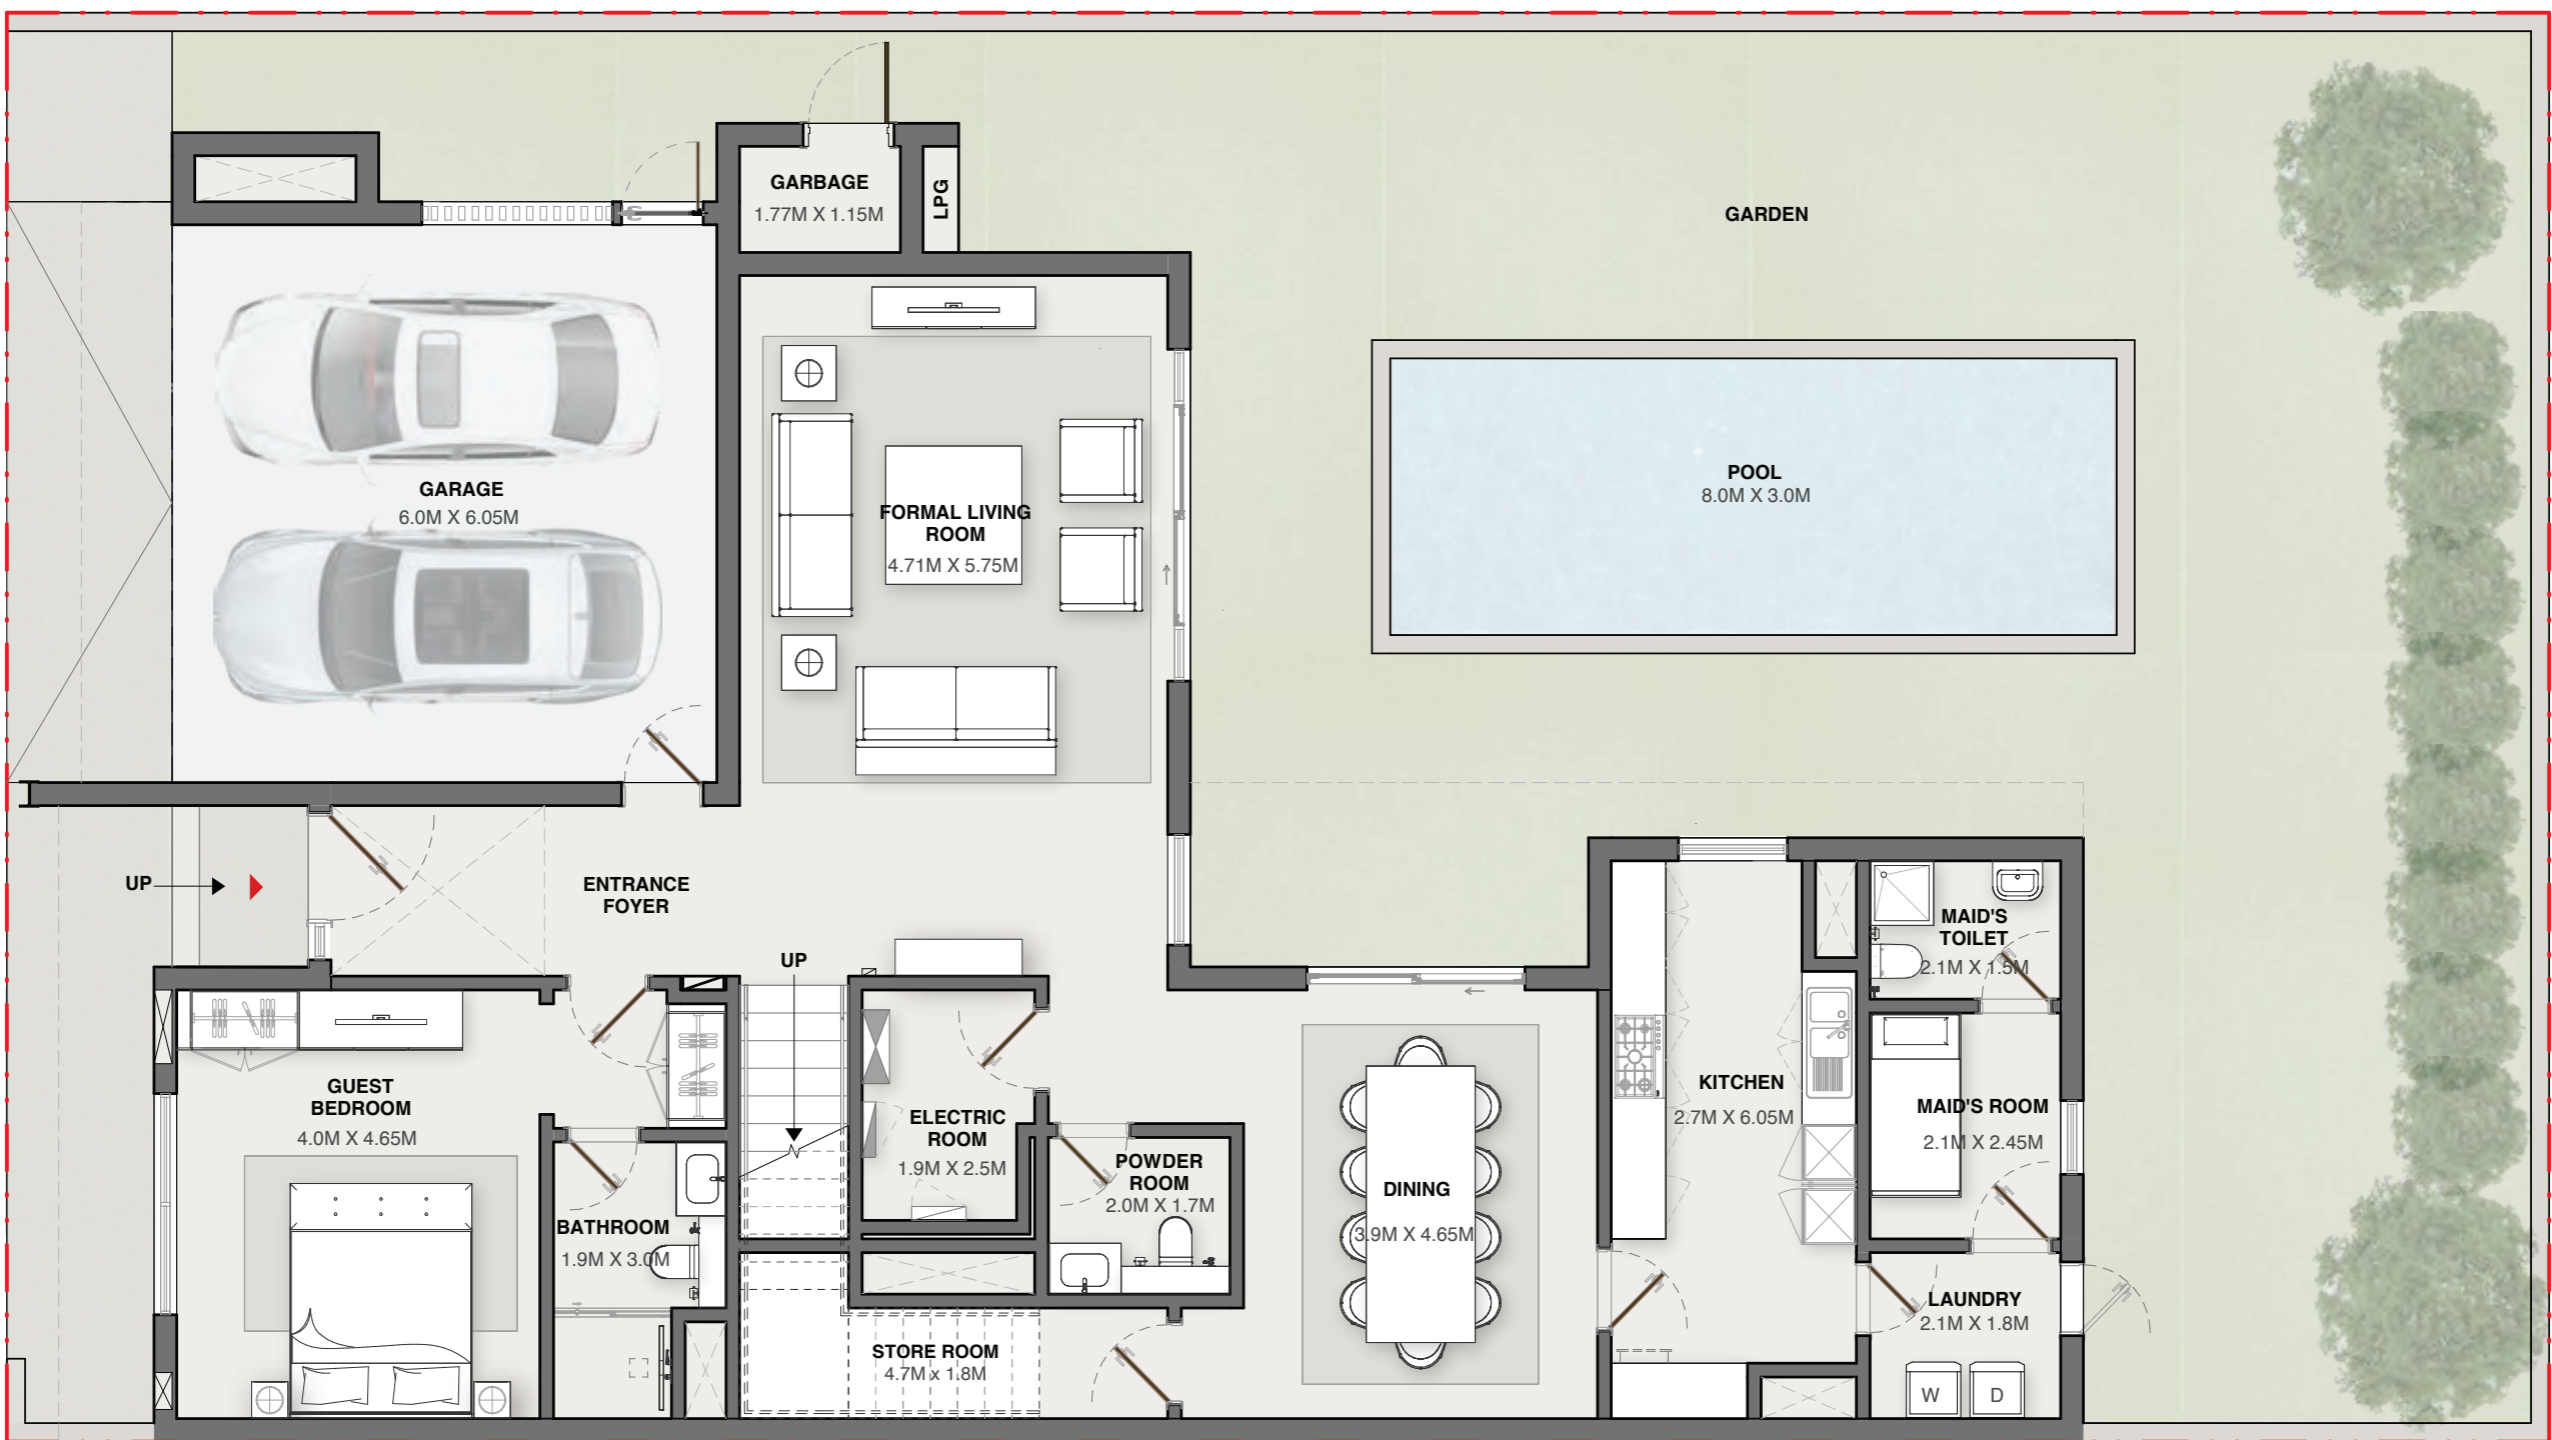 GARBAGE
1.77M X 1.15M
LPG
GARDEN
GARAGE
6.0M X 6.05M
FORMAL LIVING
ROOM
4.71M X 5.75M
POOL
8.0M X 3.0M
UP
ENTRANCE
FOYER
UP
GUEST
BEDROOM
4.0M X 4.65M
BATHROOM
1.9M X 3.0M
ELECTRIC
ROOM
1.9M X 2.5M
POWDER
ROOM
2.0M X 1.7M
STORE ROOM
4.7M x 1.8M
DINING
3.9M X 4.65M
KITCHEN
2.7M X 6.05M
MAID'S
TOILET
2.1M X 1.5M
MAID'S ROOM
2.1M X 2.45M
LAUNDRY
2.1M X 1.8M
W
D